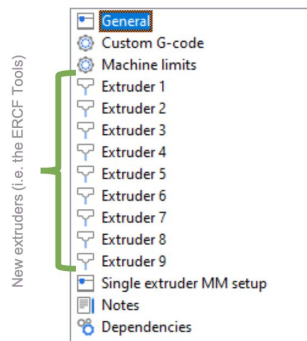 General
Custom G-code
Machine limits
New extruders (i.e. the ERCF Tools)
Extruder 1
Extruder 2
Extruder 3
Extruder 4
Extruder 5
Extruder 6
Extruder 7
Extruder 8
Extruder 9
Single extruder MM setup
Notes
Dependencies